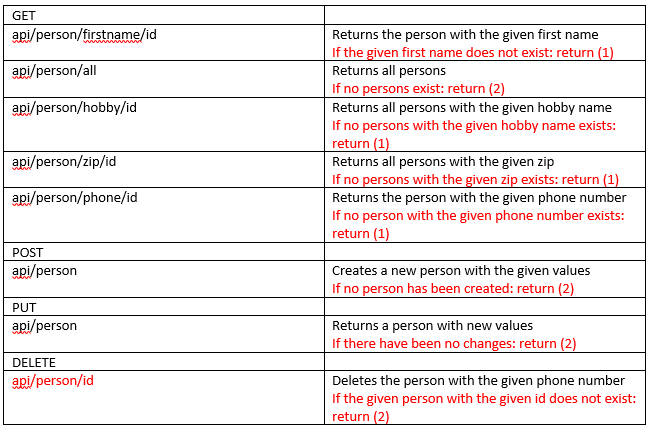 GET
api/person/firstname/id
Returns the person with the given first name
If the given first name does not exist: return (1)
api/person/all
Returns all persons
If no persons exist: return (2)
api/person/hobby/id
Returns all persons with the given hobby name
If no persons with the given hobby name exists:
return (1)
api/person/zip/id
Returns all persons with the given zip
If no persons with the given zip exists: return (1)
api/person/phone/id
Returns the person with the given phone number
If no person with the given phone number exists:
return (1)
POST
api/person
Creates a new person with the given values
If no person has been created: return (2)
PUT
api/person
Returns a person with new values
If there have been no changes: return (2)
DELETE
api/person/id
Deletes the person with the given phone number
If the given person with the given id does not exist:
return (2)